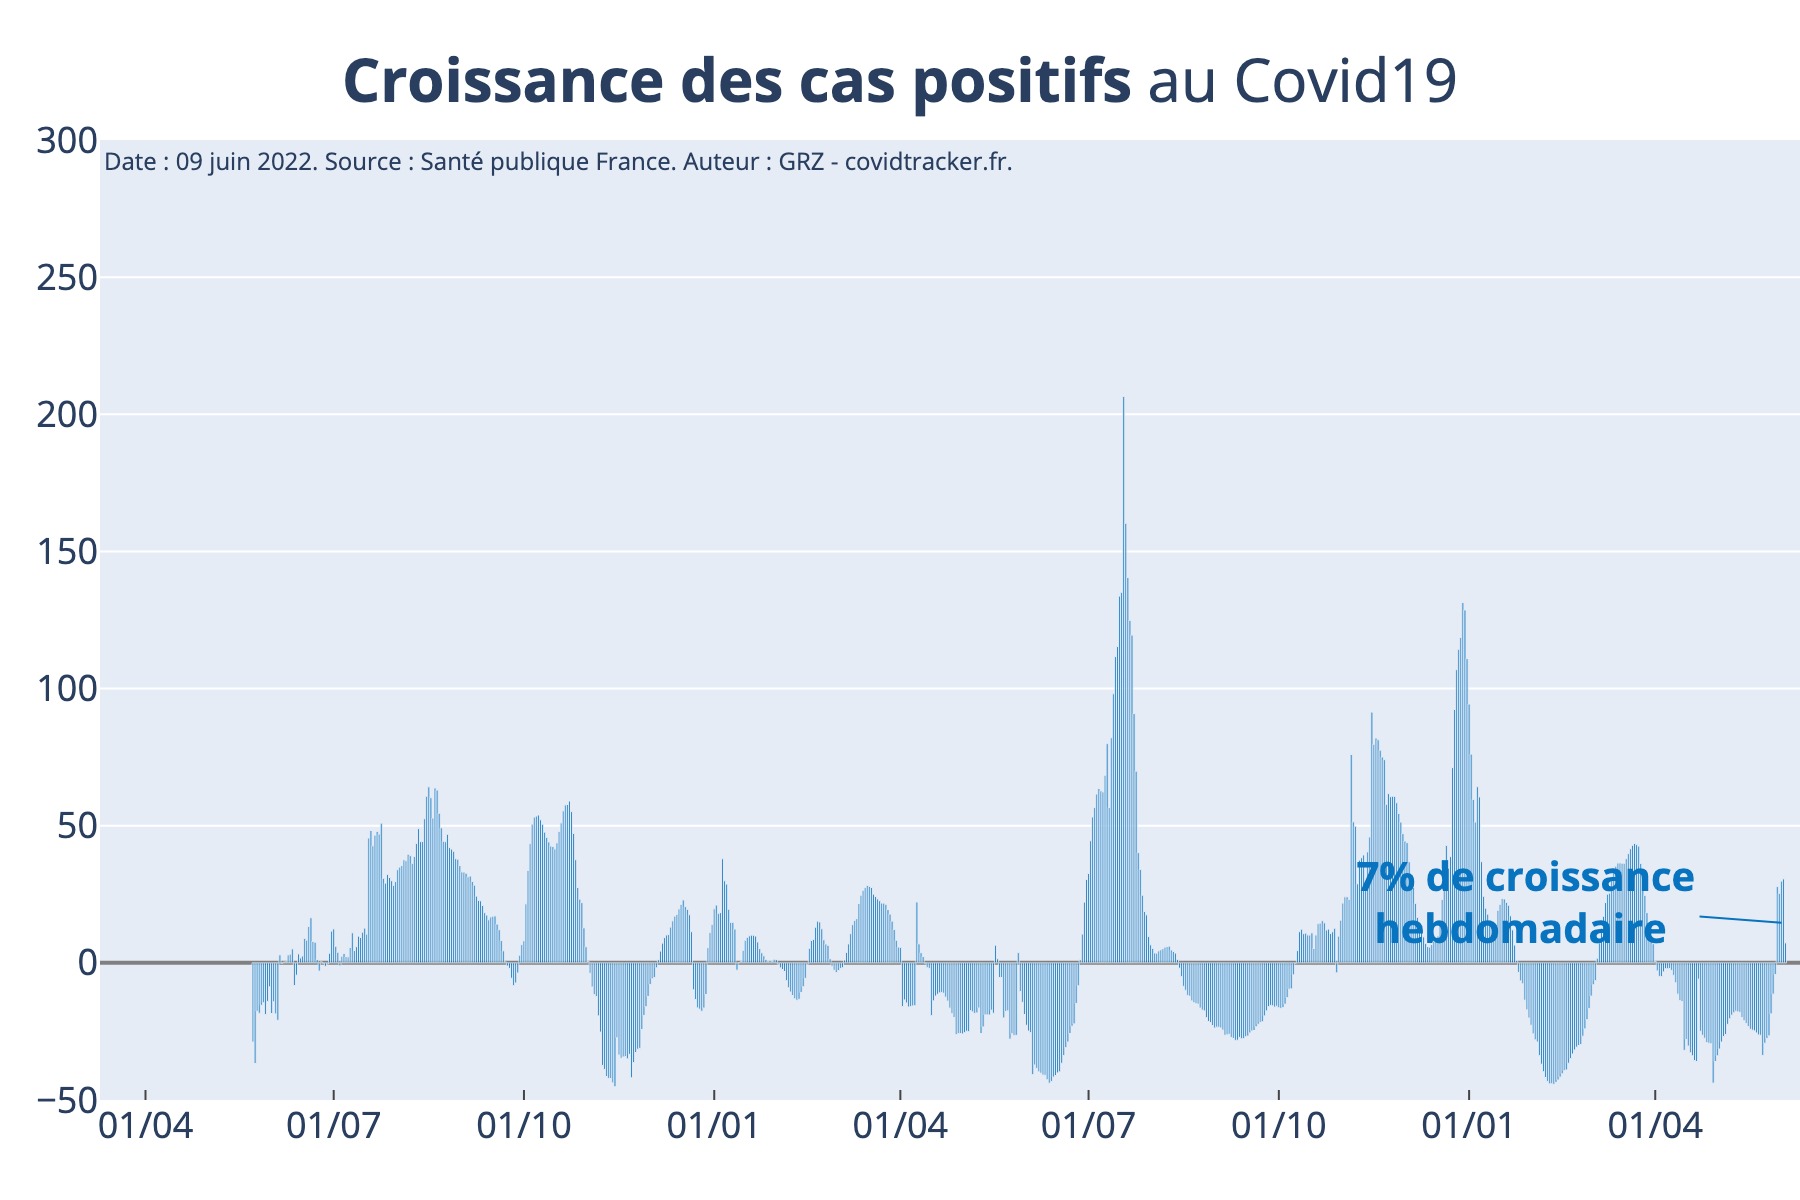 Croissance des cas positifs au Covid19
300
Date : 09 juin 2022. Source : Santé publique France. Auteur : GRZ - covidtracker.fr.
250
200
150
100
50
7% de croissance
hebdomadaire
0
−50
01/04 01/07 01/10 01/01 01/04 01/07 01/10 01/01 01/04